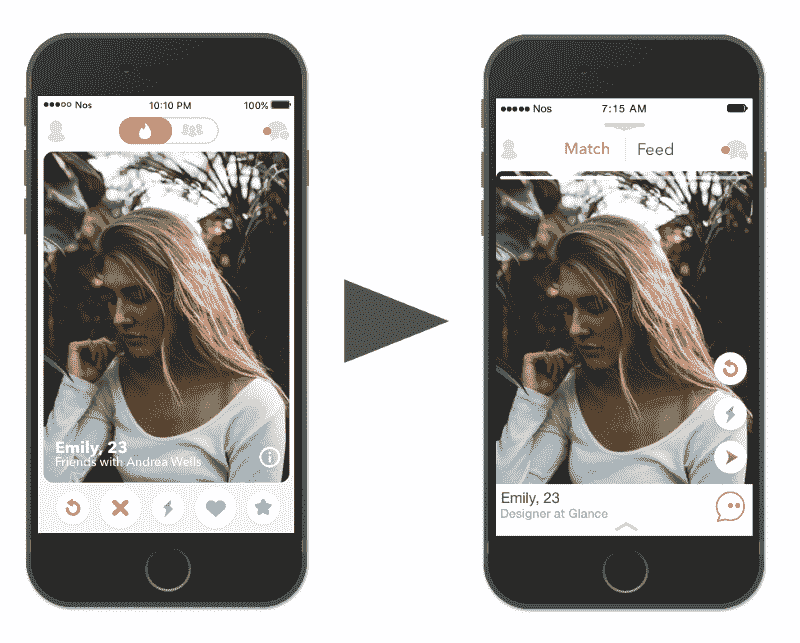 Nos 10:10 PM 100%
Emily, 23
Friends with Andrea Wells
Nos 7:15 AM
Match Feed
Emily, 23
Designer at Glance